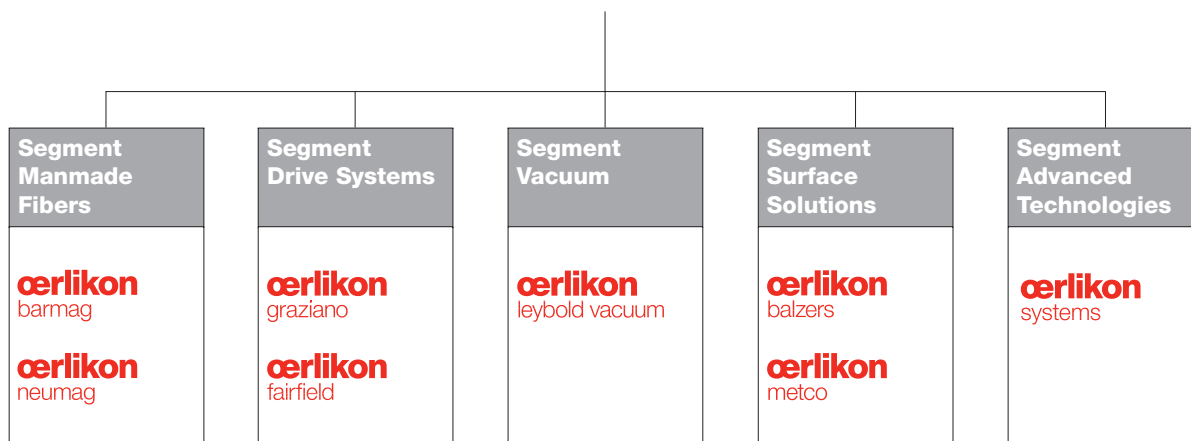 Segment
Manmade
Fibers
œrlikon
barmag
œrlikon
neumag
Segment
Drive Systems
œrlikon
graziano
œrlikon
fairfield
Segment
Vacuum
œrlikon
leybold vacuum
Segment
Surface
Solutions
œrlikon
balzers
œrlikon
metco
Segment
Advanced
Technologies
œrlikon
systems